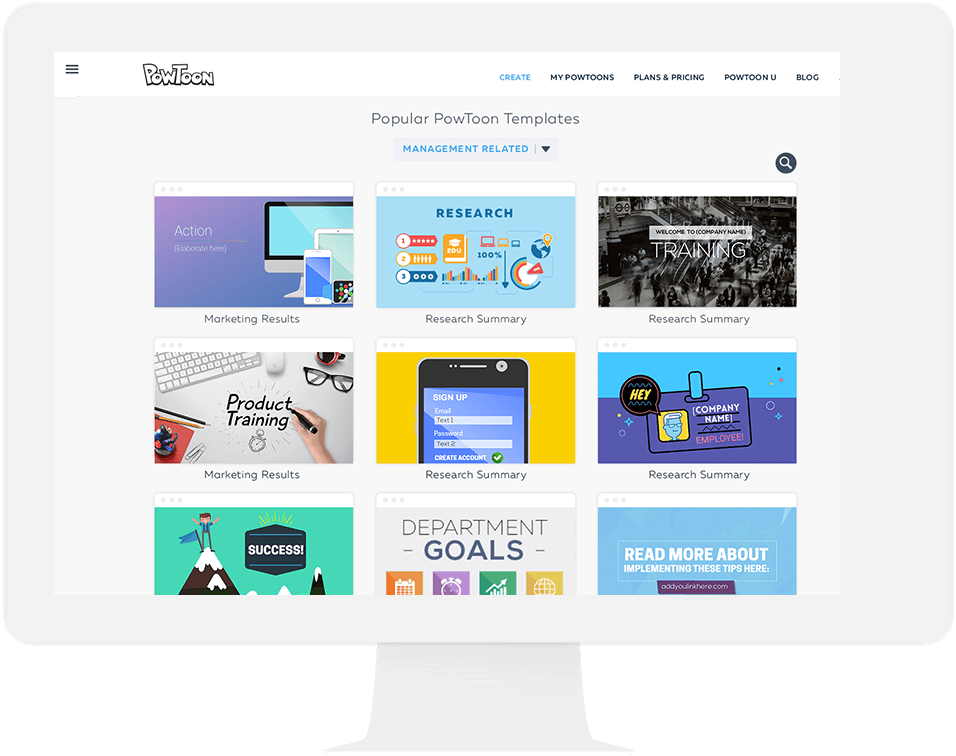 POWTOON
CREATE MY POWTOONS PLANS & PRICING POWTOON U BLOG
Popular PowToon Templates
MANAGEMENT RELATED |
Action
(Elaborate here)
RESEARCH
1
2
3
EDU
100%
WELCOME TO (COMPANY NAME)
TRAINING
Marketing Results
Research Summary
Research Summary
Product
Training
SIGN UP
Email
Text 1
Password
Text 2
CREATE ACCOUNT
HEY
[COMPANY
NAME]
EMPLOYEE!
Marketing Results
Research Summary
Research Summary
SUCCESS!
DEPARTMENT
- GOALS -
READ MORE ABOUT
IMPLEMENTING THESE TIPS HERE:
addyoulinkhere.com